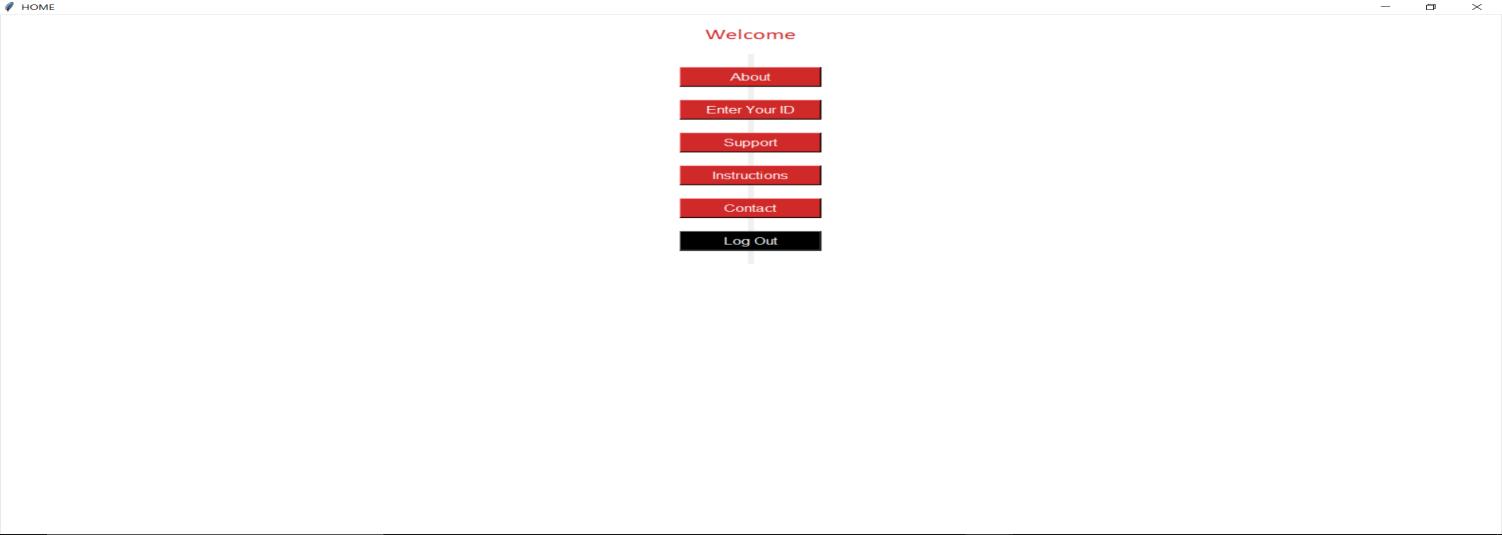 HOME
Welcome
About
Enter Your ID
Support
Instructions
Contact
Log Out